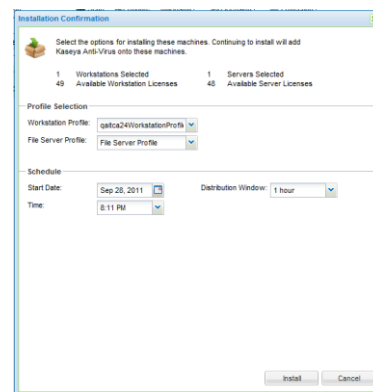 Installation Confirmation
Select the options for installing these machines. Continuing to install will add
Kaseya Anti-Virus onto these machines.
1 Workstations Selected 1 Servers Selected
49 Available Workstation Licenses 48 Available Server Licenses
Profile Selection
Workstation Profile: qaitca24WorkstationProfil
File Server Profile: File Server Profile
Schedule
Start Date: Sep 28, 2011 Distribution Window: 1 hour
Time: 8:11 PM
Install Cancel